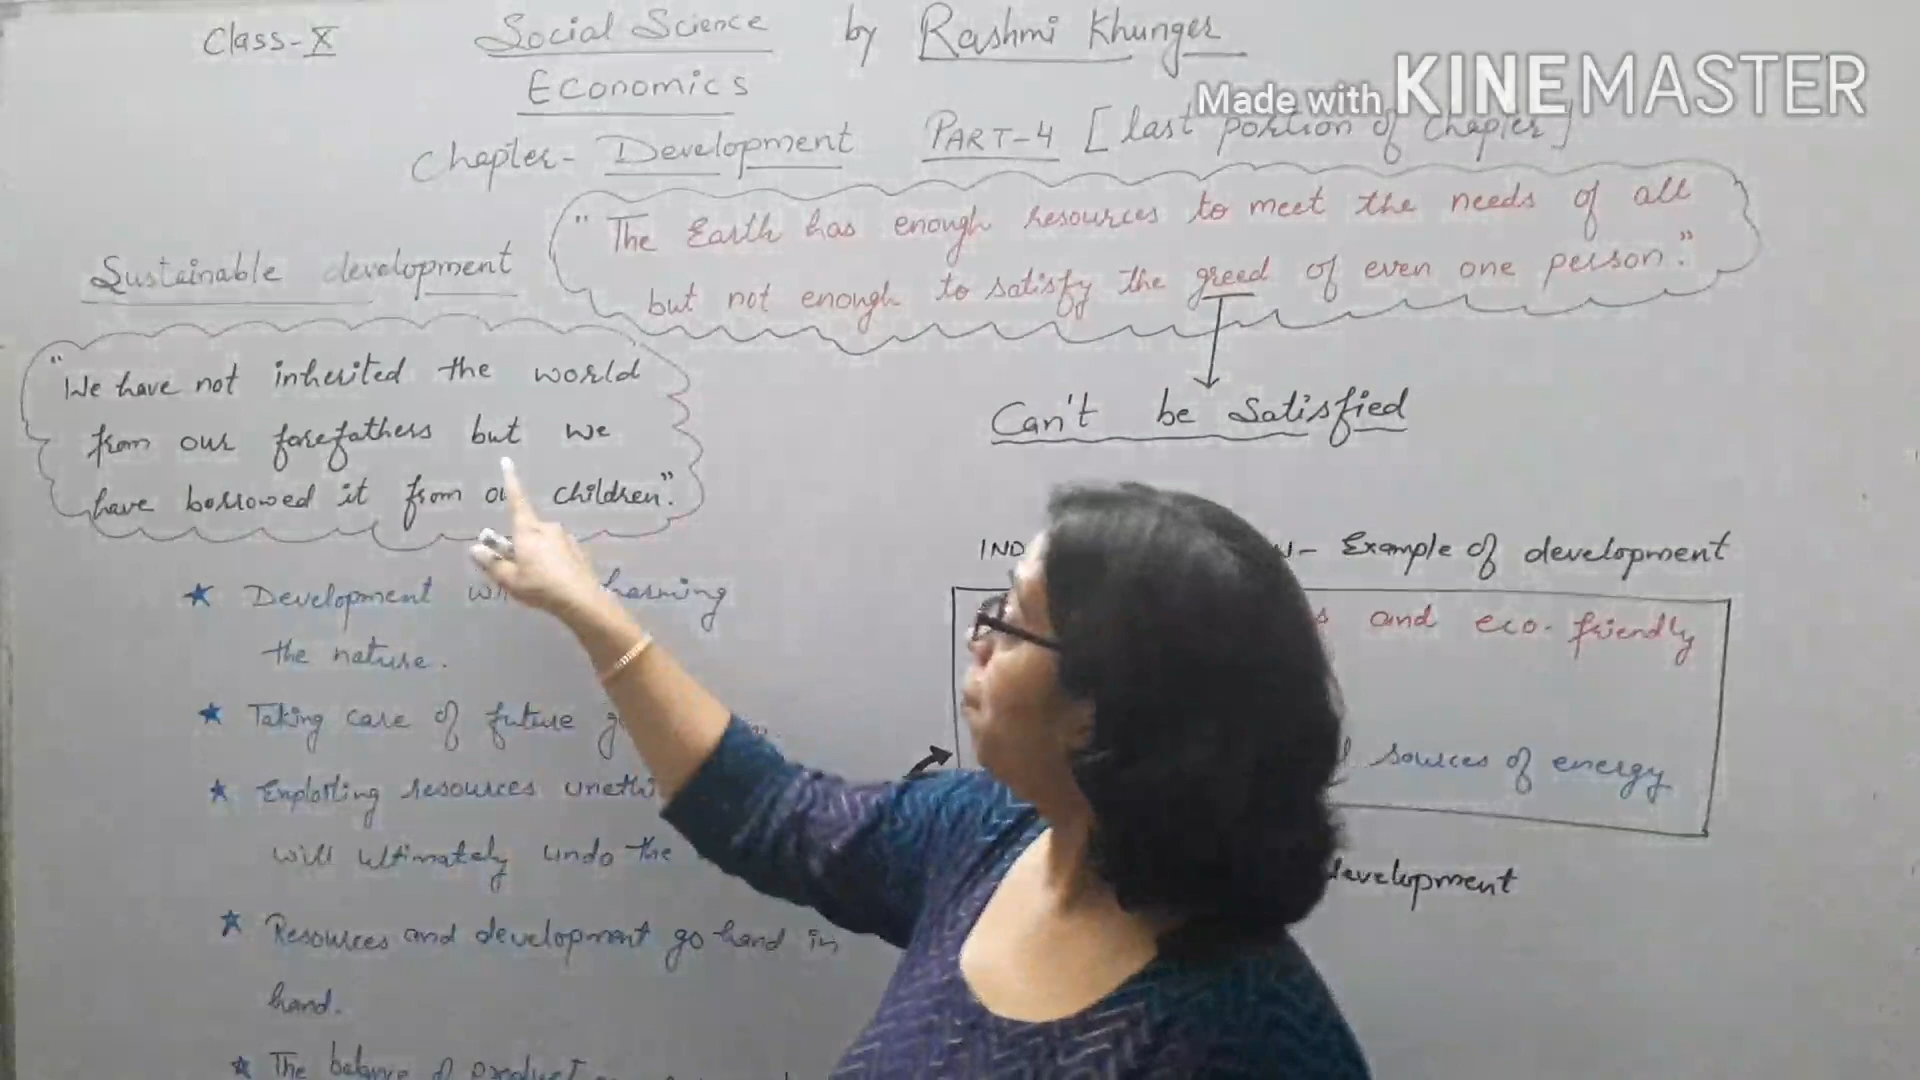 Class-X Social Science by Rashmi Khunger
Economics
Made with KINEMASTER
Chapter- Development PART-4 [last portion of Chapter]
Sustainable development
"The Earth has enough resources to meet the needs of all
but not enough to satisfy the greed of even one person."
Can't be Satisfied
"We have not inherited the world
from our forefathers but we
have borrowed it from children."
★ Development harming
the nature.
★ Taking care of future
★ Exploiting resources
will ultimately undo the
★ Resources and development go hand in
hand.
★ The balance of product
Example of development
and eco-friendly
sources of energy
development